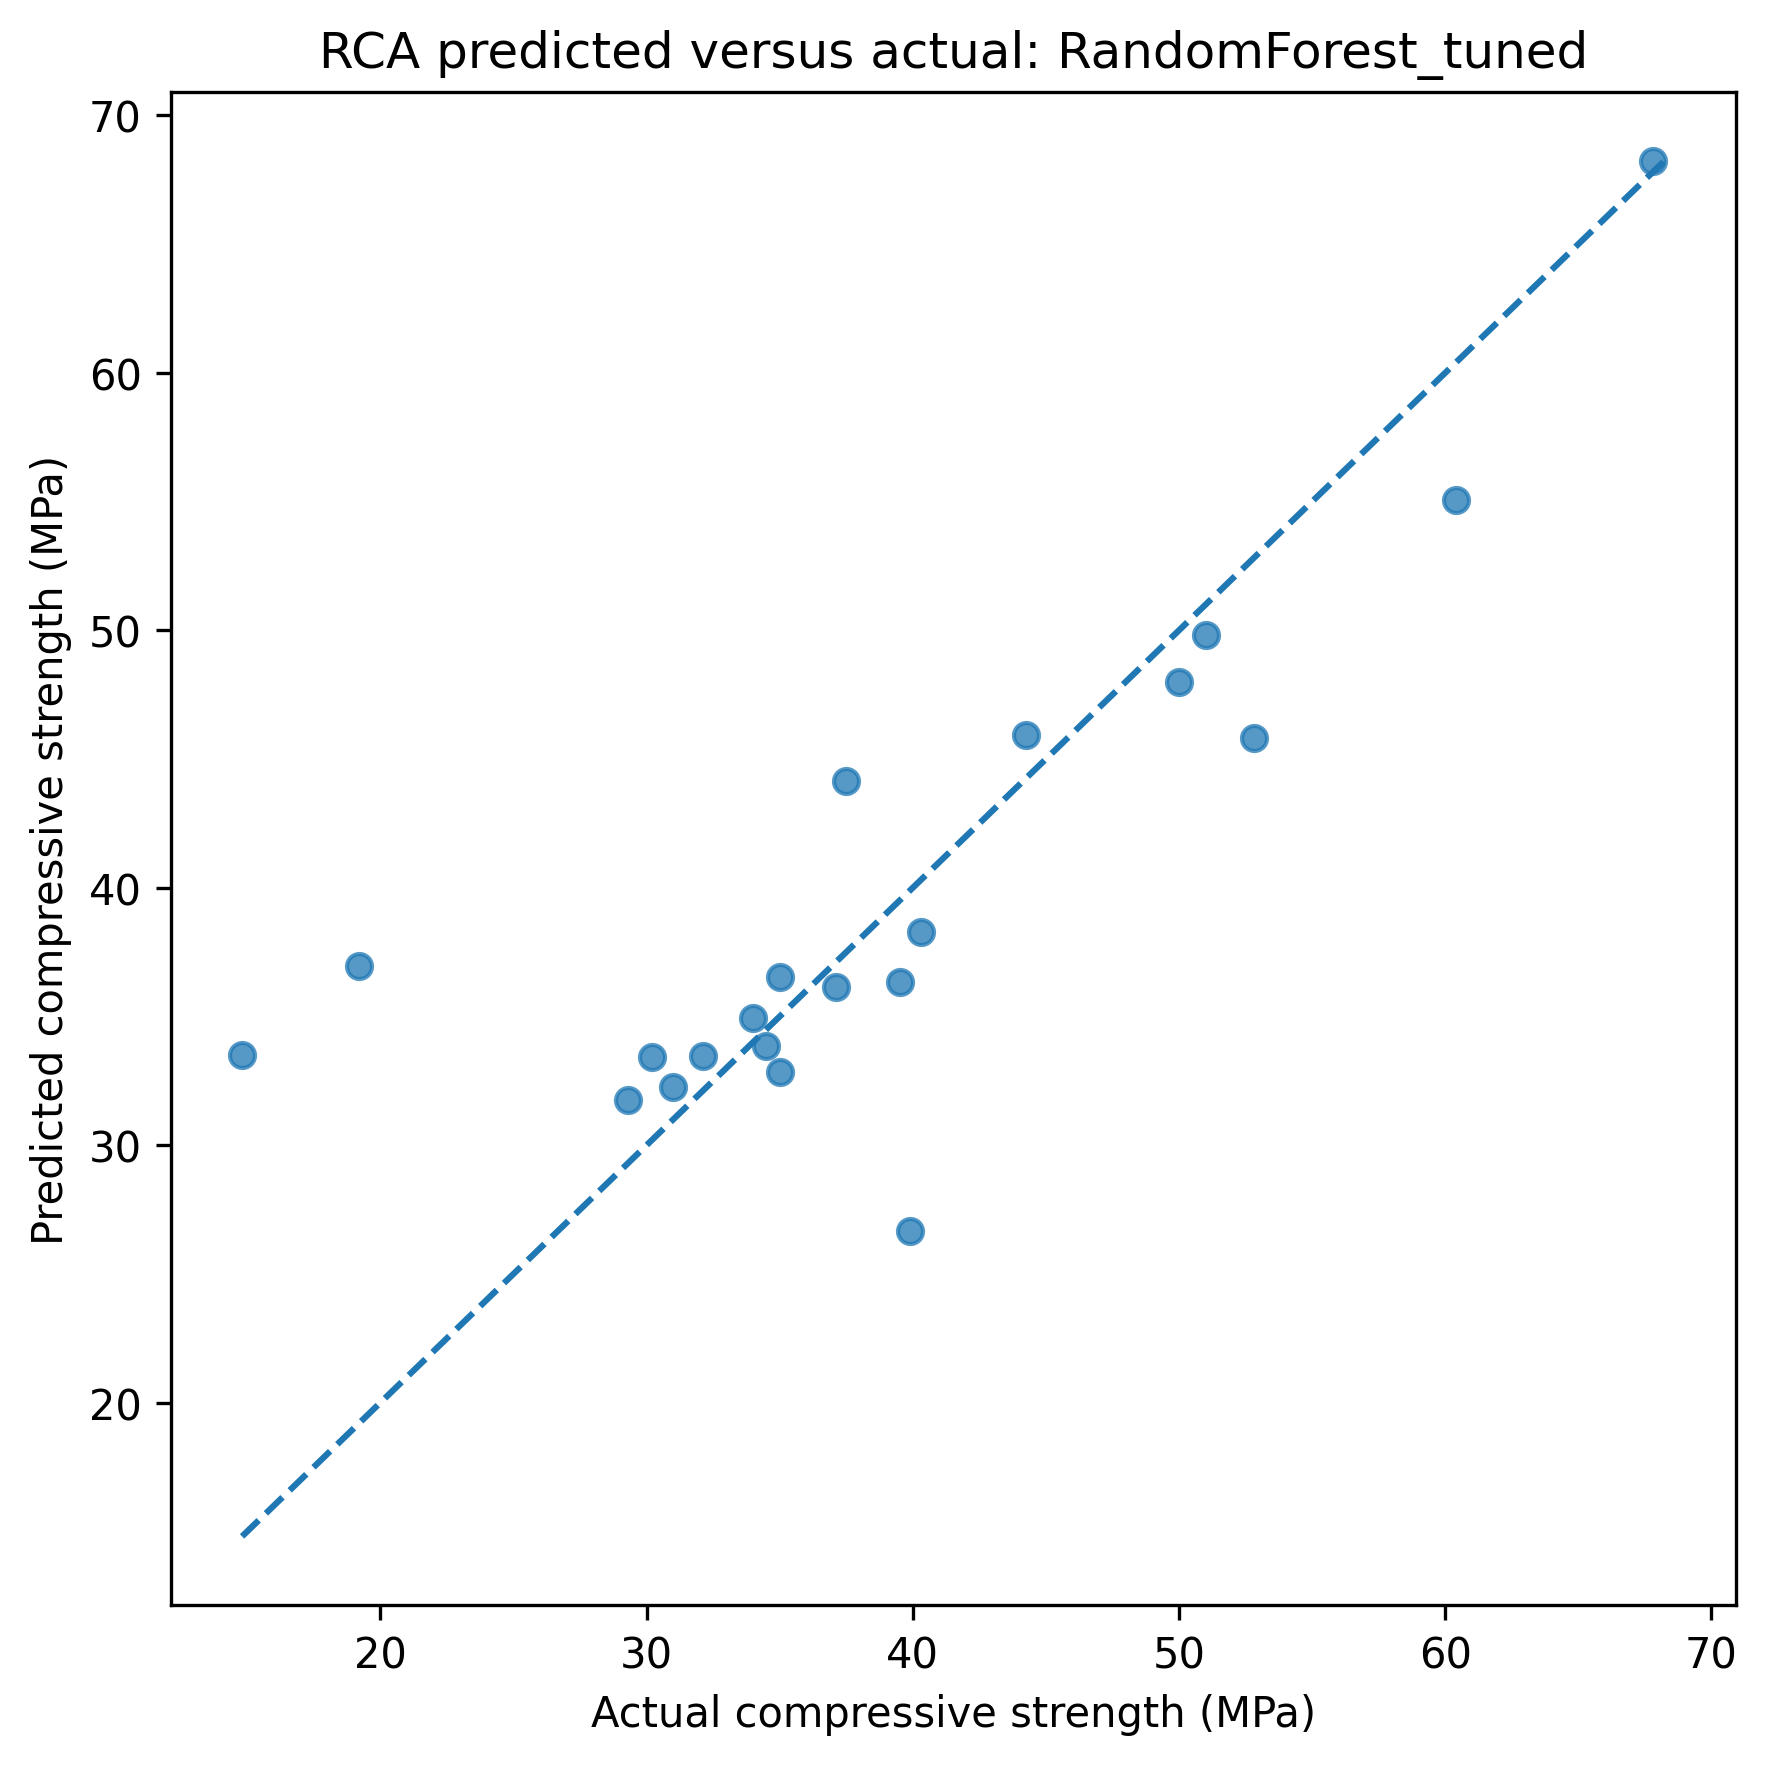 RCA predicted versus actual: RandomForest_tuned
Predicted compressive strength (MPa)
70
60
50
40
30
20
20 30 40 50 60 70
Actual compressive strength (MPa)